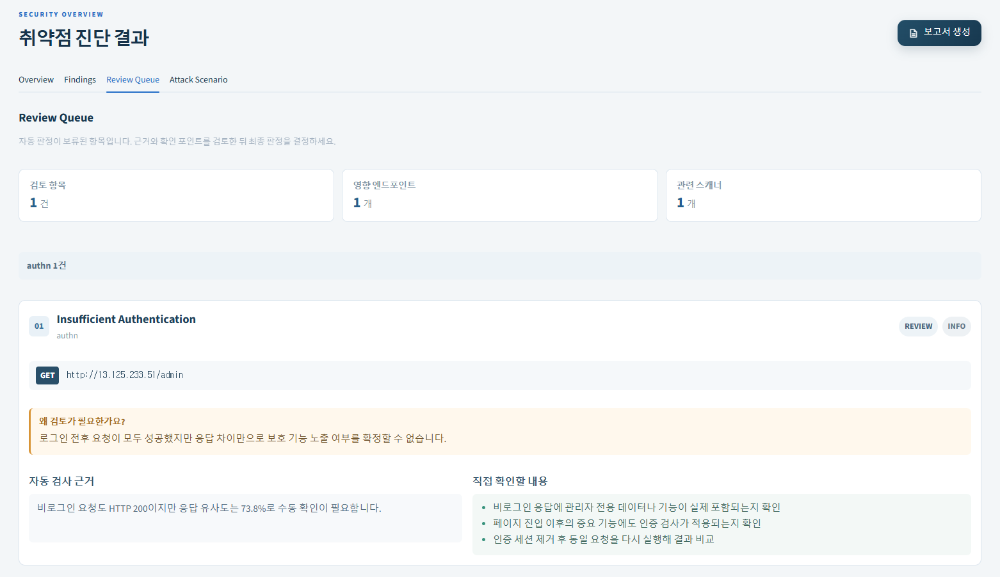 SECURITY OVERVIEW
취약점 진단 결과
보고서 생성
Overview Findings Review Queue Attack Scenario
Review Queue
자동 판정이 보류된 항목입니다. 근거와 확인 포인트를 검토한 뒤 최종 판정을 결정하세요.
검토 항목
1 건
영향 엔드포인트
1 개
관련 스캐너
1 개
authn 1건
01
Insufficient Authentication
authn
REVIEW INFO
GET http://13.125.233.51/admin
왜 검토가 필요한가요?
로그인 전후 요청이 모두 성공했지만 응답 차이만으로 보호 기능 노출 여부를 확정할 수 없습니다.
자동 검사 근거
비로그인 요청도 HTTP 200이지만 응답 유사도는 73.8%로 수동 확인이 필요합니다.
직접 확인할 내용
• 비로그인 응답에 관리자 전용 데이터나 기능이 실제 포함되는지 확인
• 페이지 진입 이후의 중요 기능에도 인증 검사가 적용되는지 확인
• 인증 세션 제거 후 동일 요청을 다시 실행해 결과 비교